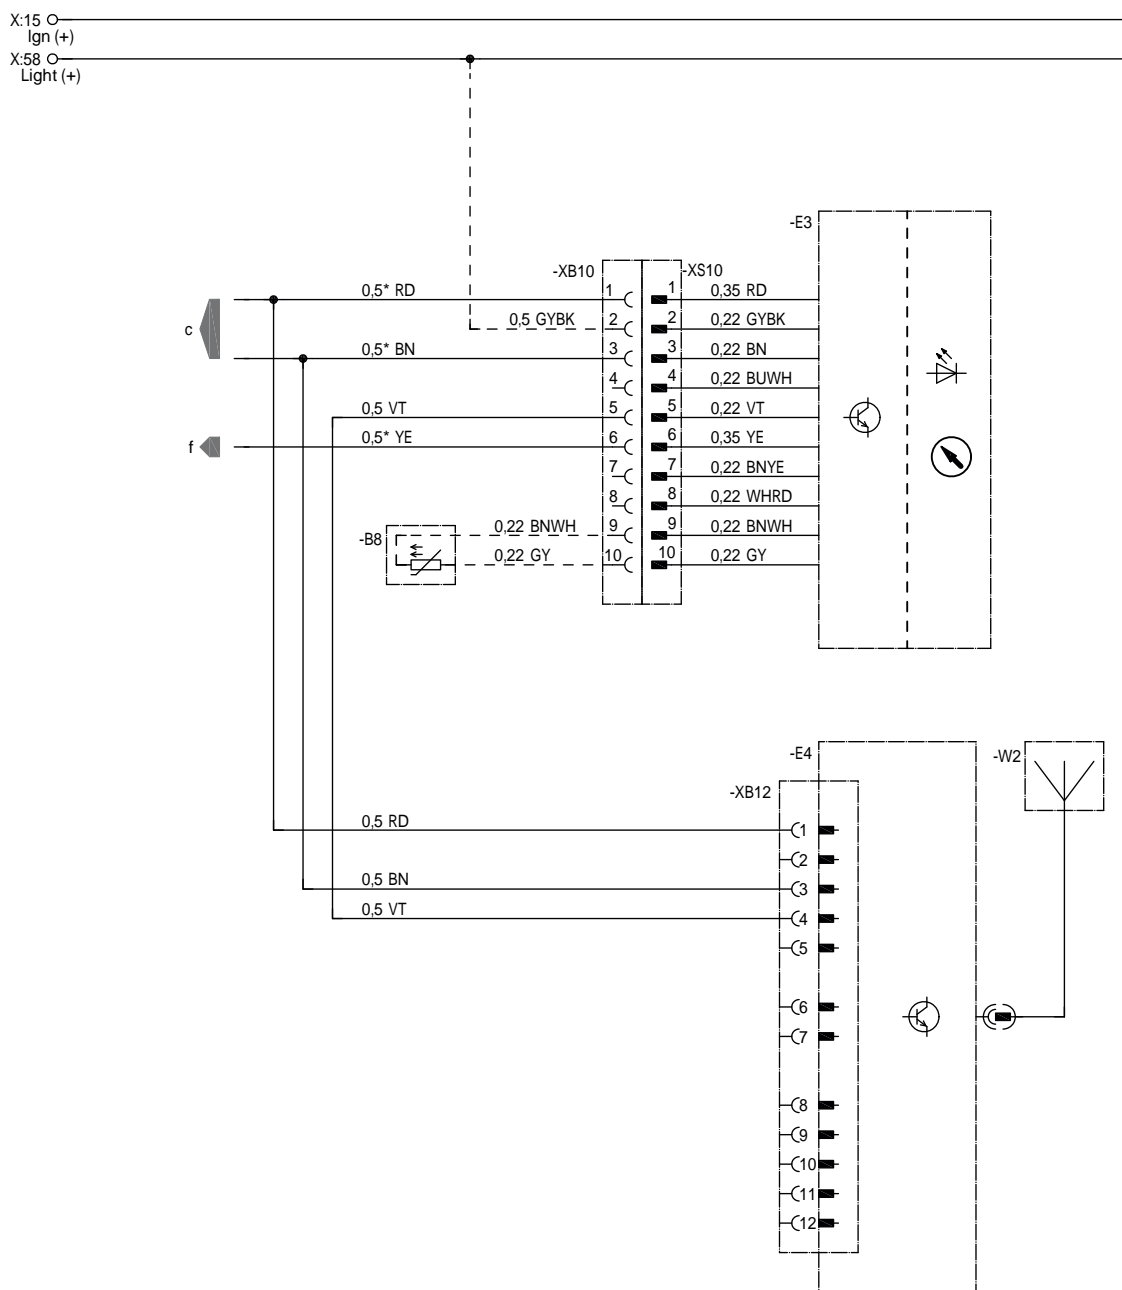 X:15
Ign (+)
X:58
Light (+)
-E3
-XB10 -XS10
0,5* RD 1 1 0,35 RD
c 0,5 GYBK 2 2 0,22 GYBK
0,5* BN 3 3 0,22 BN
4 4 0,22 BUWH
0,5 VT 5 5 0,22 VT
f 0,5* YE 6 6 0,35 YE
7 7 0,22 BNYE
8 8 0,22 WHRD
-B8 0,22 BNWH 9 9 0,22 BNWH
0,22 GY 10 10 0,22 GY
-E4 -W2
-XB12
0,5 RD 1
2
0,5 BN 3
0,5 VT 4
5
6
7
8
9
10
11
12